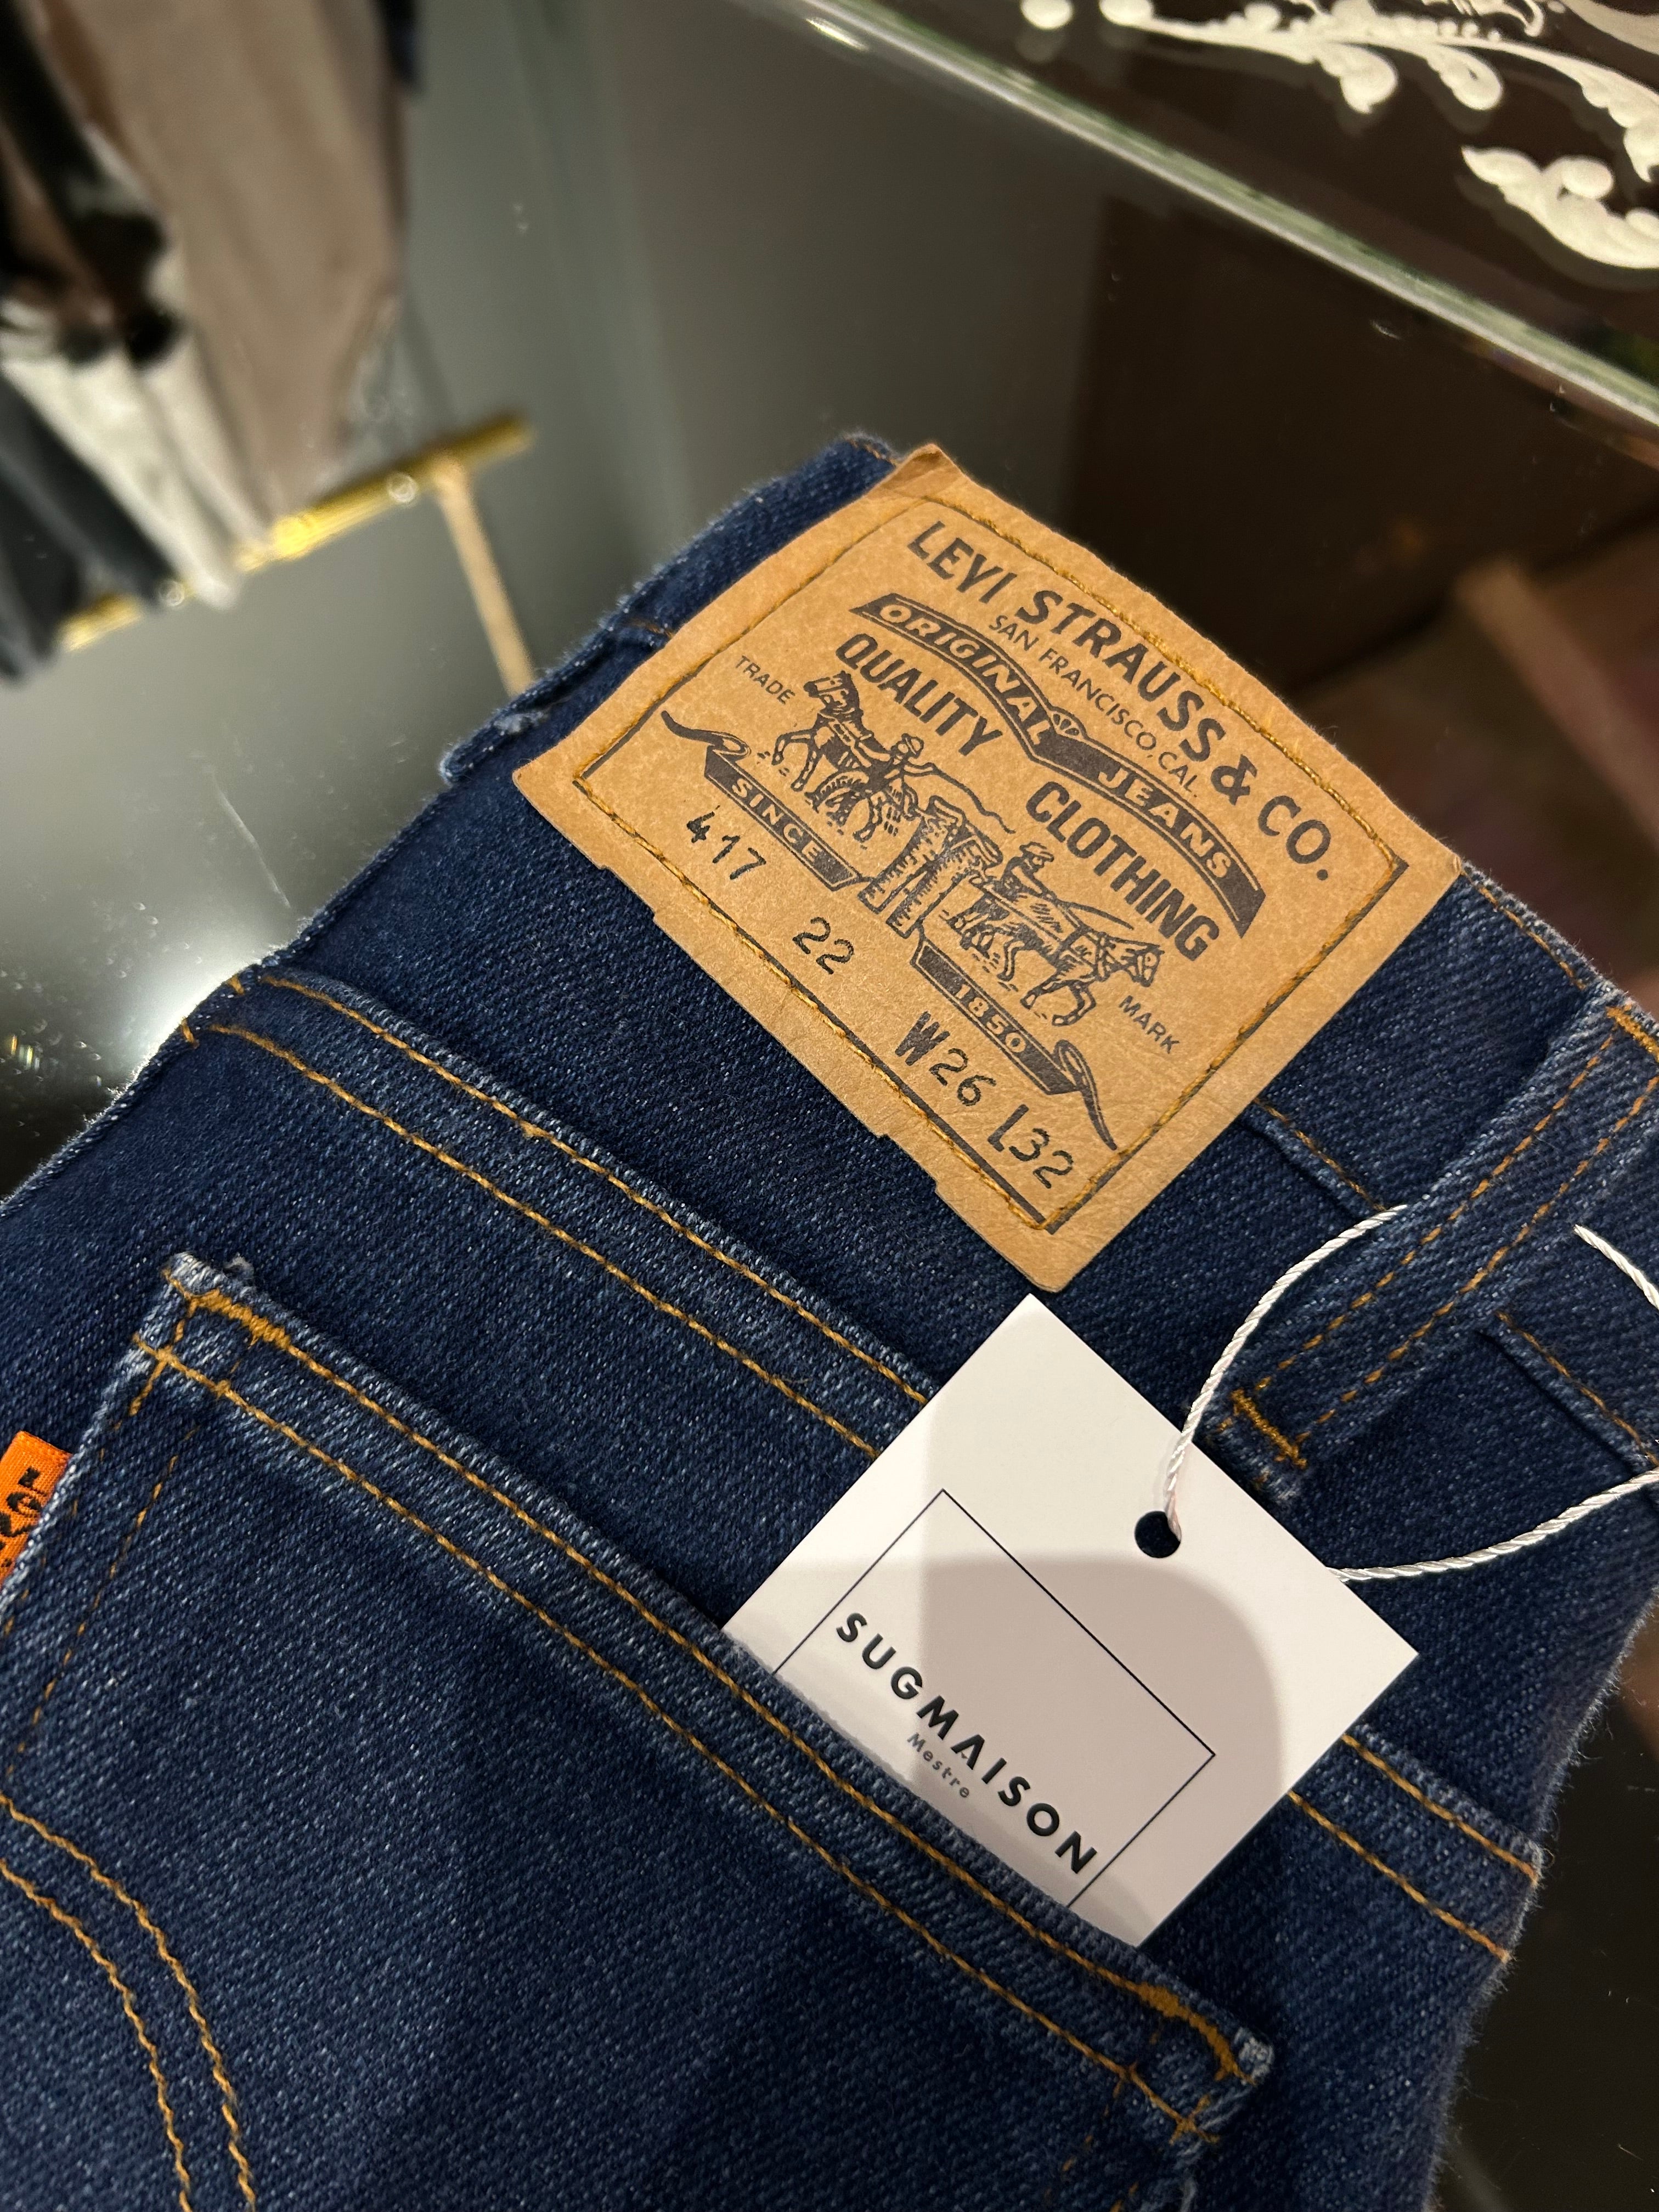 LEVI STRAUSS & CO.
SAN FRANCISCO, CAL.
ORIGINAL JEANS
QUALITY CLOTHING
TRADE MARK
SINCE 1850
417 22 W26 L32
SUGMAISON
Mestre